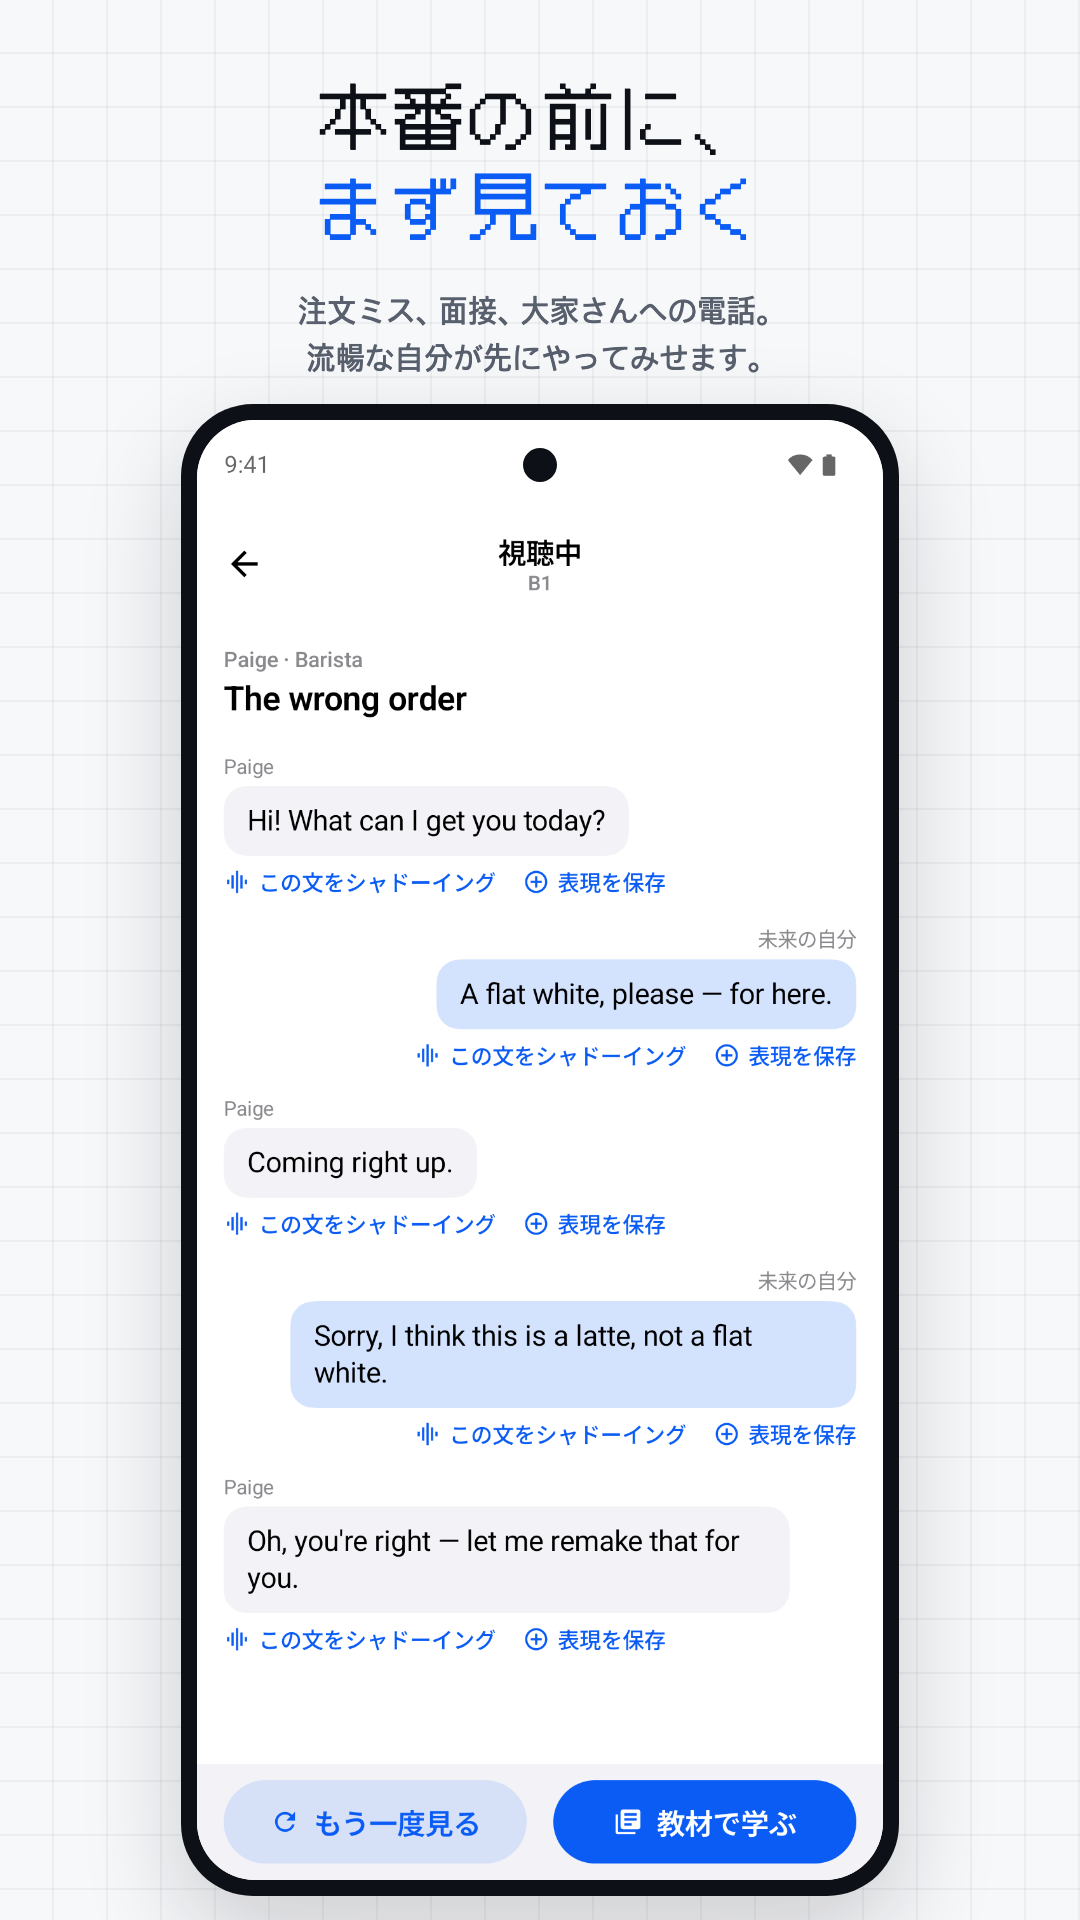 本番の前に、
まず見ておく
注文ミス、面接、大家さんへの電話。
流暢な自分が先にやってみせます。
9:41
視聴中
B1
Paige · Barista
The wrong order
Paige
Hi! What can I get you today?
この文をシャドーイング 表現を保存
未来の自分
A flat white, please — for here.
この文をシャドーイング 表現を保存
Paige
Coming right up.
この文をシャドーイング 表現を保存
未来の自分
Sorry, I think this is a latte, not a flat
white.
この文をシャドーイング 表現を保存
Paige
Oh, you're right — let me remake that for
you.
この文をシャドーイング 表現を保存
もう一度見る 教材で学ぶ